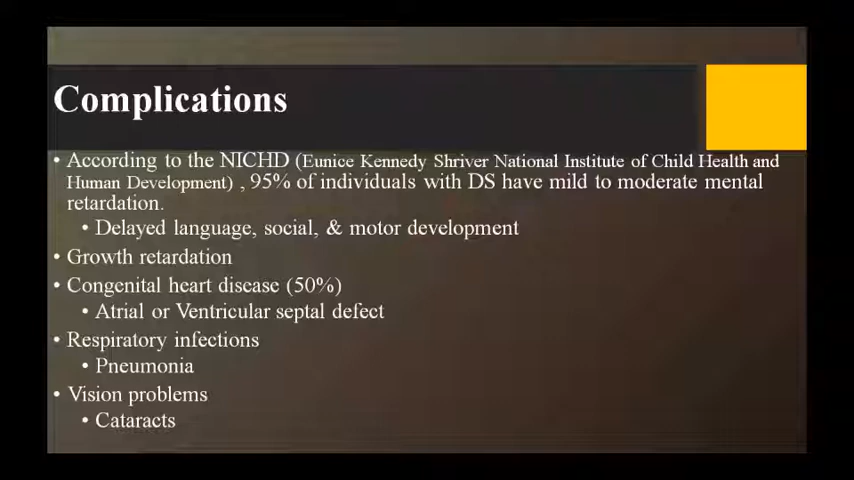 Complications
• According to the NICHD (Eunice Kennedy Shriver National Institute of Child Health and
Human Development) , 95% of individuals with DS have mild to moderate mental
retardation.
• Delayed language, social, & motor development
• Growth retardation
• Congenital heart disease (50%)
• Atrial or Ventricular septal defect
• Respiratory infections
• Pneumonia
• Vision problems
• Cataracts